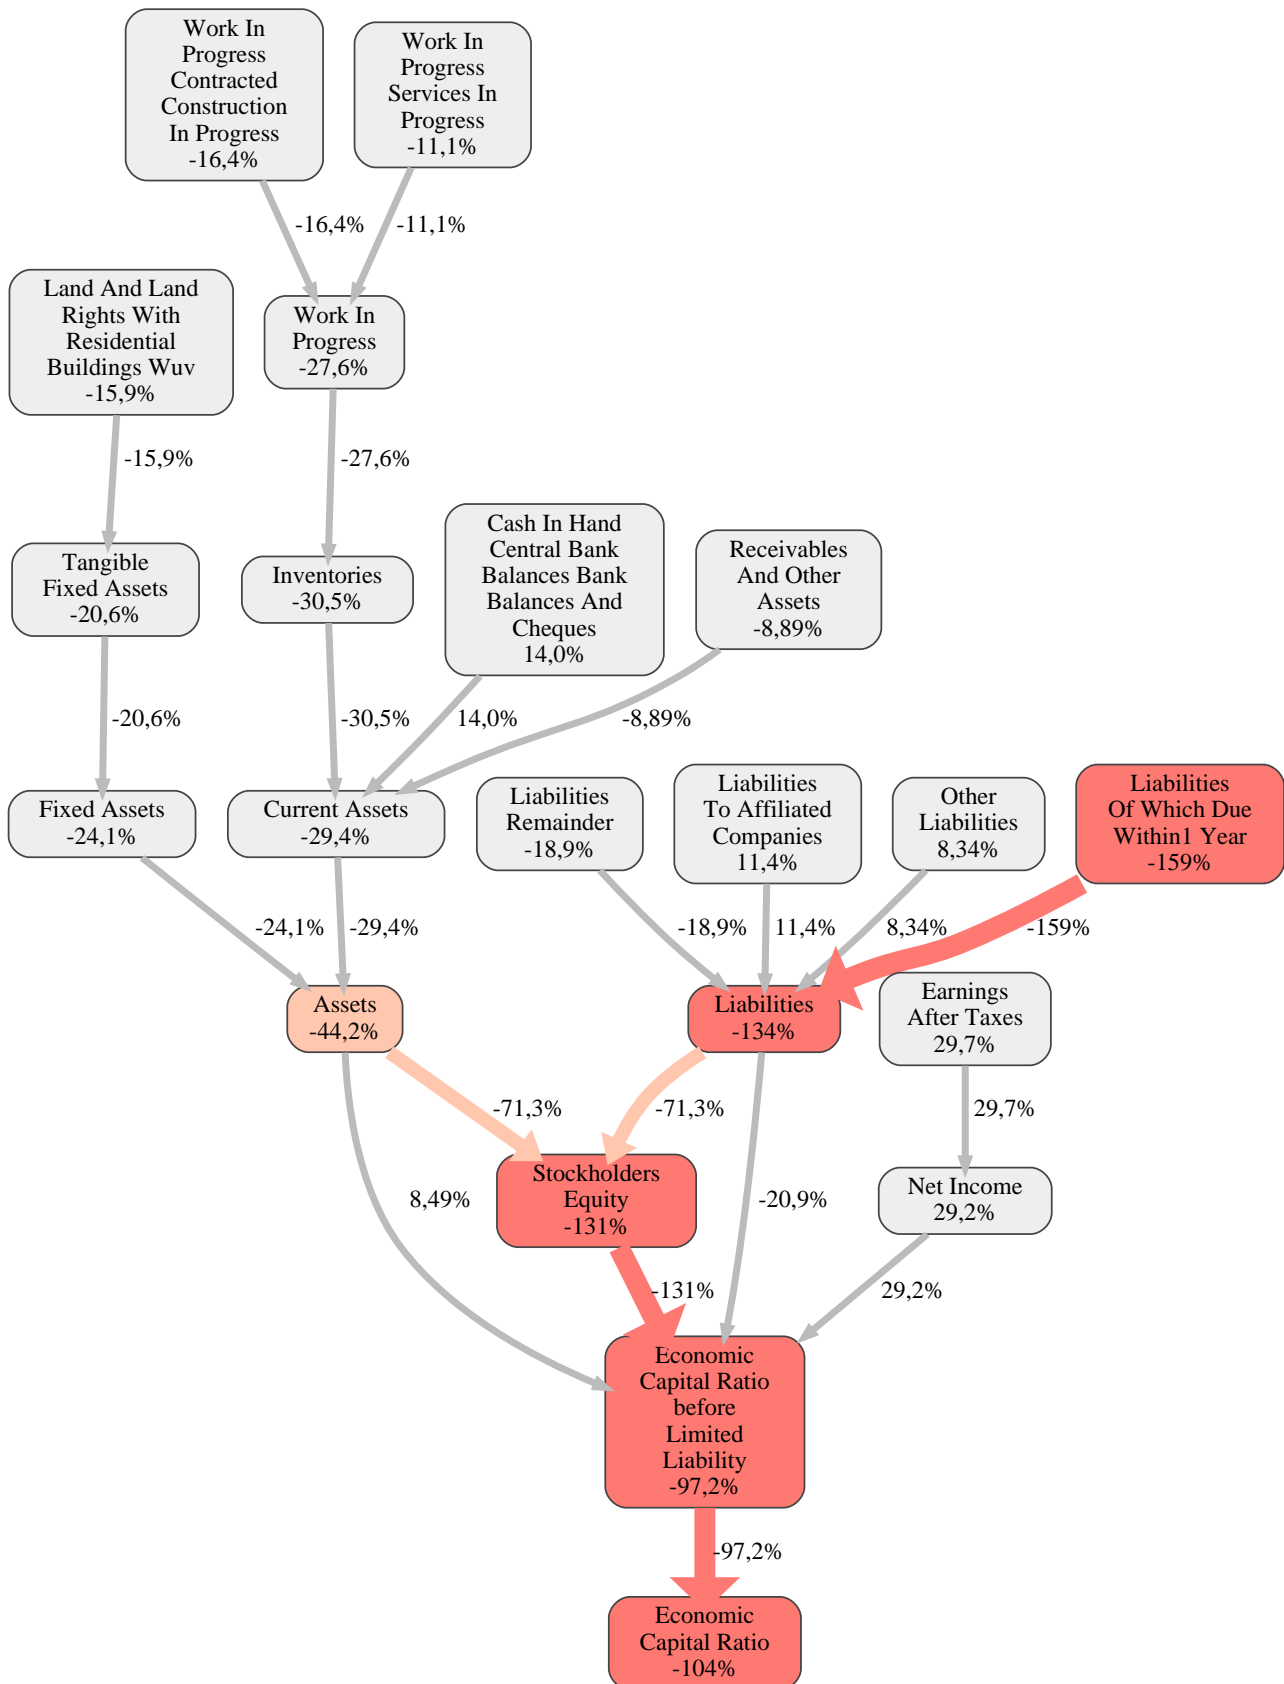 Work In
Progress
Contracted
Construction
In Progress
-16,4%
Work In
Progress
Services In
Progress
-11,1%
-16,4%
-11,1%
Land And Land
Rights With
Residential
Buildings Wuv
-15,9%
Work In
Progress
-27,6%
-15,9%
-27,6%
Cash In Hand
Central Bank
Balances Bank
Balances And
Cheques
14,0%
Receivables
And Other
Assets
-8,89%
Tangible
Fixed Assets
-20,6%
Inventories
-30,5%
-20,6%
-30,5%
14,0%
-8,89%
Fixed Assets
-24,1%
Current Assets
-29,4%
Liabilities
Remainder
-18,9%
Liabilities
To Affiliated
Companies
11,4%
Other
Liabilities
8,34%
Liabilities
Of Which Due
Within1 Year
-159%
-24,1%
-29,4%
-18,9%
11,4%
8,34%
-159%
Assets
-44,2%
Liabilities
-134%
Earnings
After Taxes
29,7%
-71,3%
-71,3%
29,7%
8,49%
Stockholders
Equity
-131%
-20,9%
Net Income
29,2%
-131%
29,2%
Economic
Capital Ratio
before
Limited
Liability
-97,2%
-97,2%
Economic
Capital Ratio
-104%